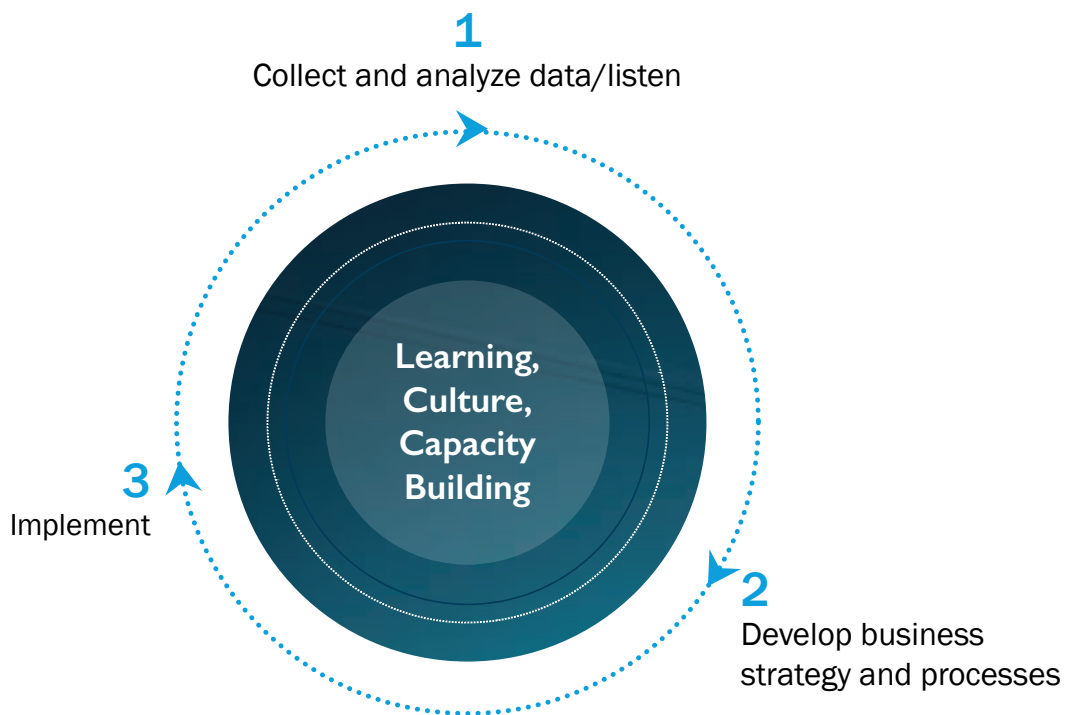 1
Collect and analyze data/listen
Learning,
Culture,
Capacity
Building
3
Implement
2
Develop business
strategy and processes